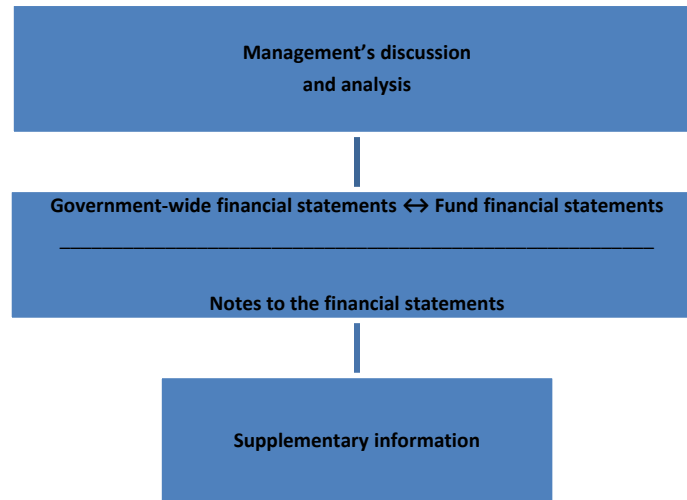 Management’s discussion
and analysis
Government-wide financial statements ↔ Fund financial statements
Notes to the financial statements
Supplementary information